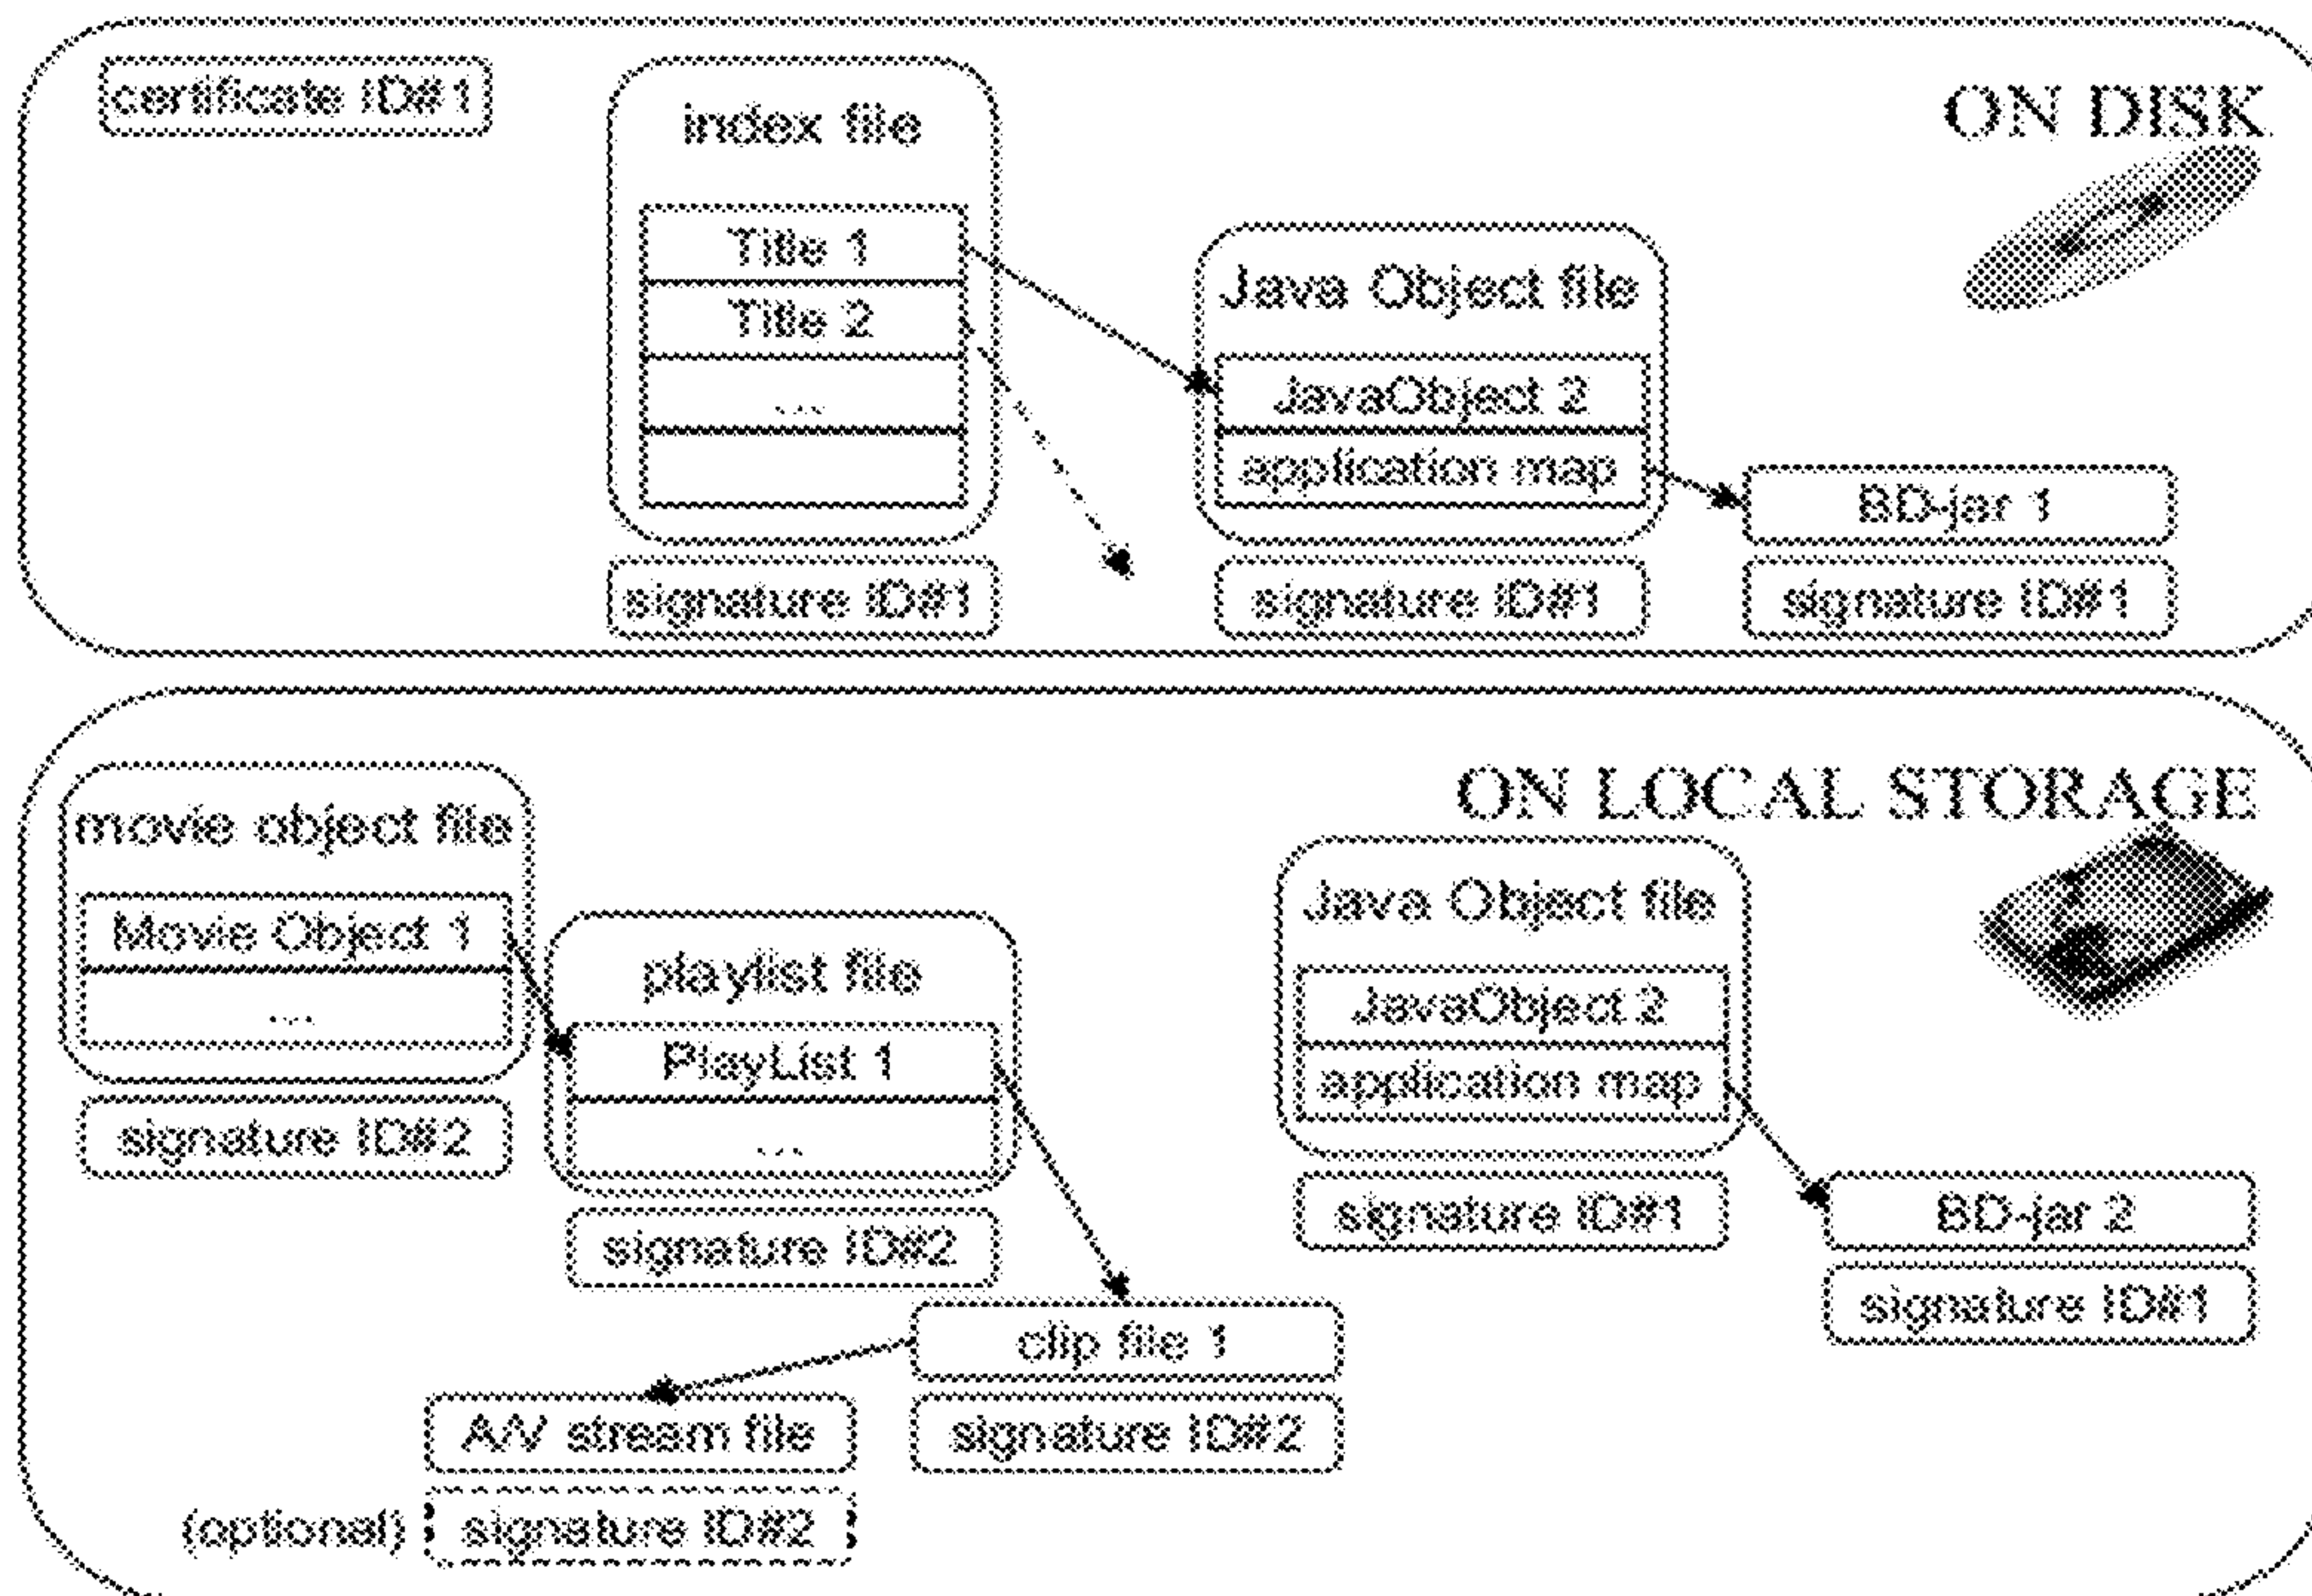 certificate ID#1
index file
ON DISK
Title 1
Title 2
...
Java Object file
JavaObject 2
application map
BD-jar 1
signature ID#1
signature ID#1
signature ID#1
ON LOCAL STORAGE
movie object file
Movie Object 1
...
signature ID#2
playlist file
PlayList 1
...
signature ID#2
Java Object file
JavaObject 2
application map
signature ID#1
BD-jar 2
signature ID#1
clip file 1
signature ID#2
A/V stream file
(optional) signature ID#2